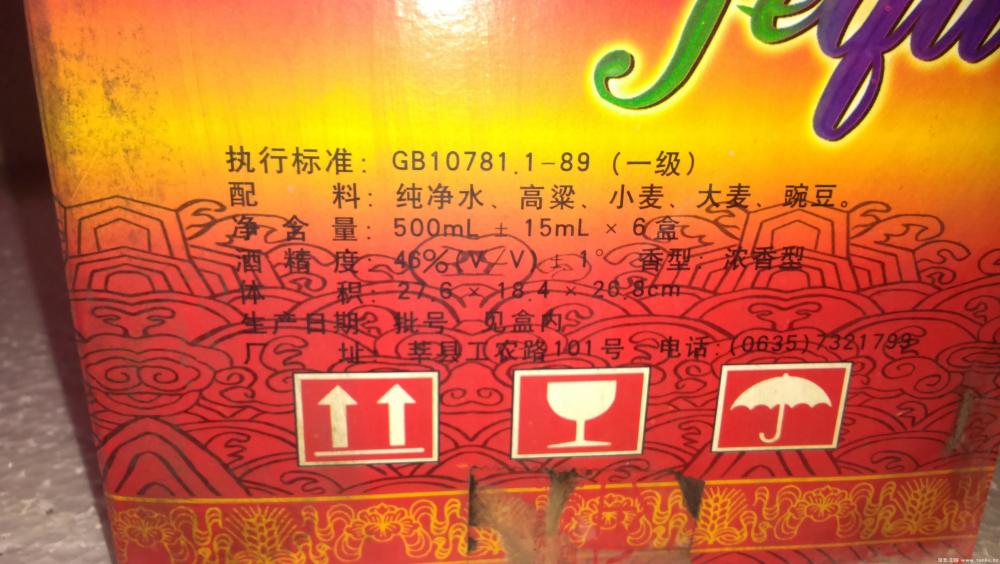 Tequ
执行标准：GB10781.1-89（一级）
配 料：纯净水、高粱、小麦、大麦、豌豆。
净 含 量：500mL ± 15mL × 6盒
酒 精 度：46%(V/V) ± 1° 香型：浓香型
体 积：27.6 × 18.4 × 26.8cm
生产日期：批号 见盒内
厂 址：莘县工农路101号 电话：(0635)7321799